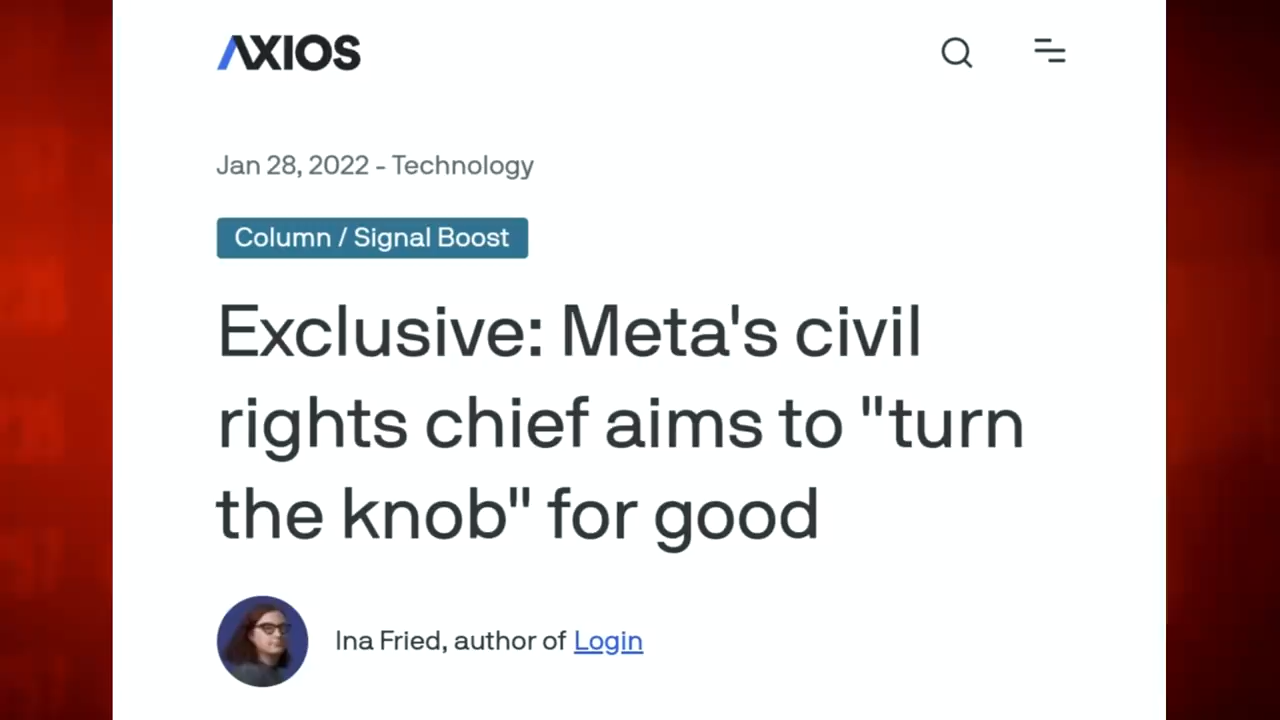 AXIOS
Jan 28, 2022 - Technology
Column / Signal Boost
Exclusive: Meta's civil
rights chief aims to "turn
the knob" for good
Ina Fried, author of Login